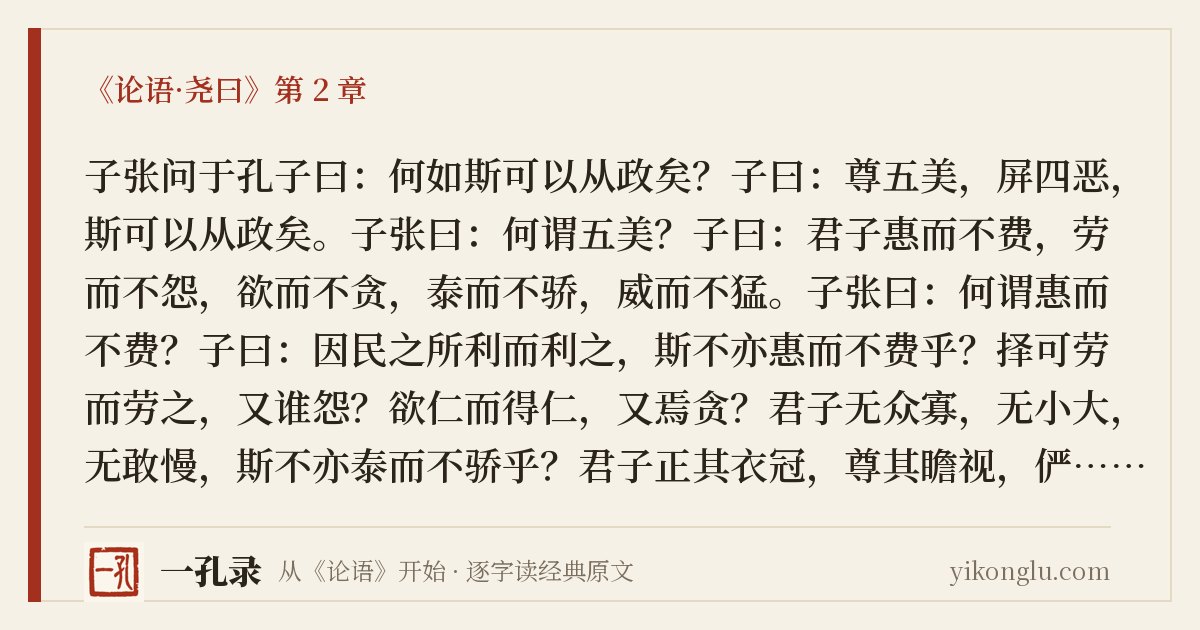 《论语·尧曰》第 2 章
子张问于孔子曰：何如斯可以从政矣？子曰：尊五美，屏四恶，
斯可以从政矣。子张曰：何谓五美？子曰：君子惠而不费，劳
而不怨，欲而不贪，泰而不骄，威而不猛。子张曰：何谓惠而
不费？子曰：因民之所利而利之，斯不亦惠而不费乎？择可劳
而劳之，又谁怨？欲仁而得仁，又焉贪？君子无众寡，无小大，
无敢慢，斯不亦泰而不骄乎？君子正其衣冠，尊其瞻视，俨……
一孔
一孔录 从《论语》开始 · 逐字读经典原文 yikonglu.com